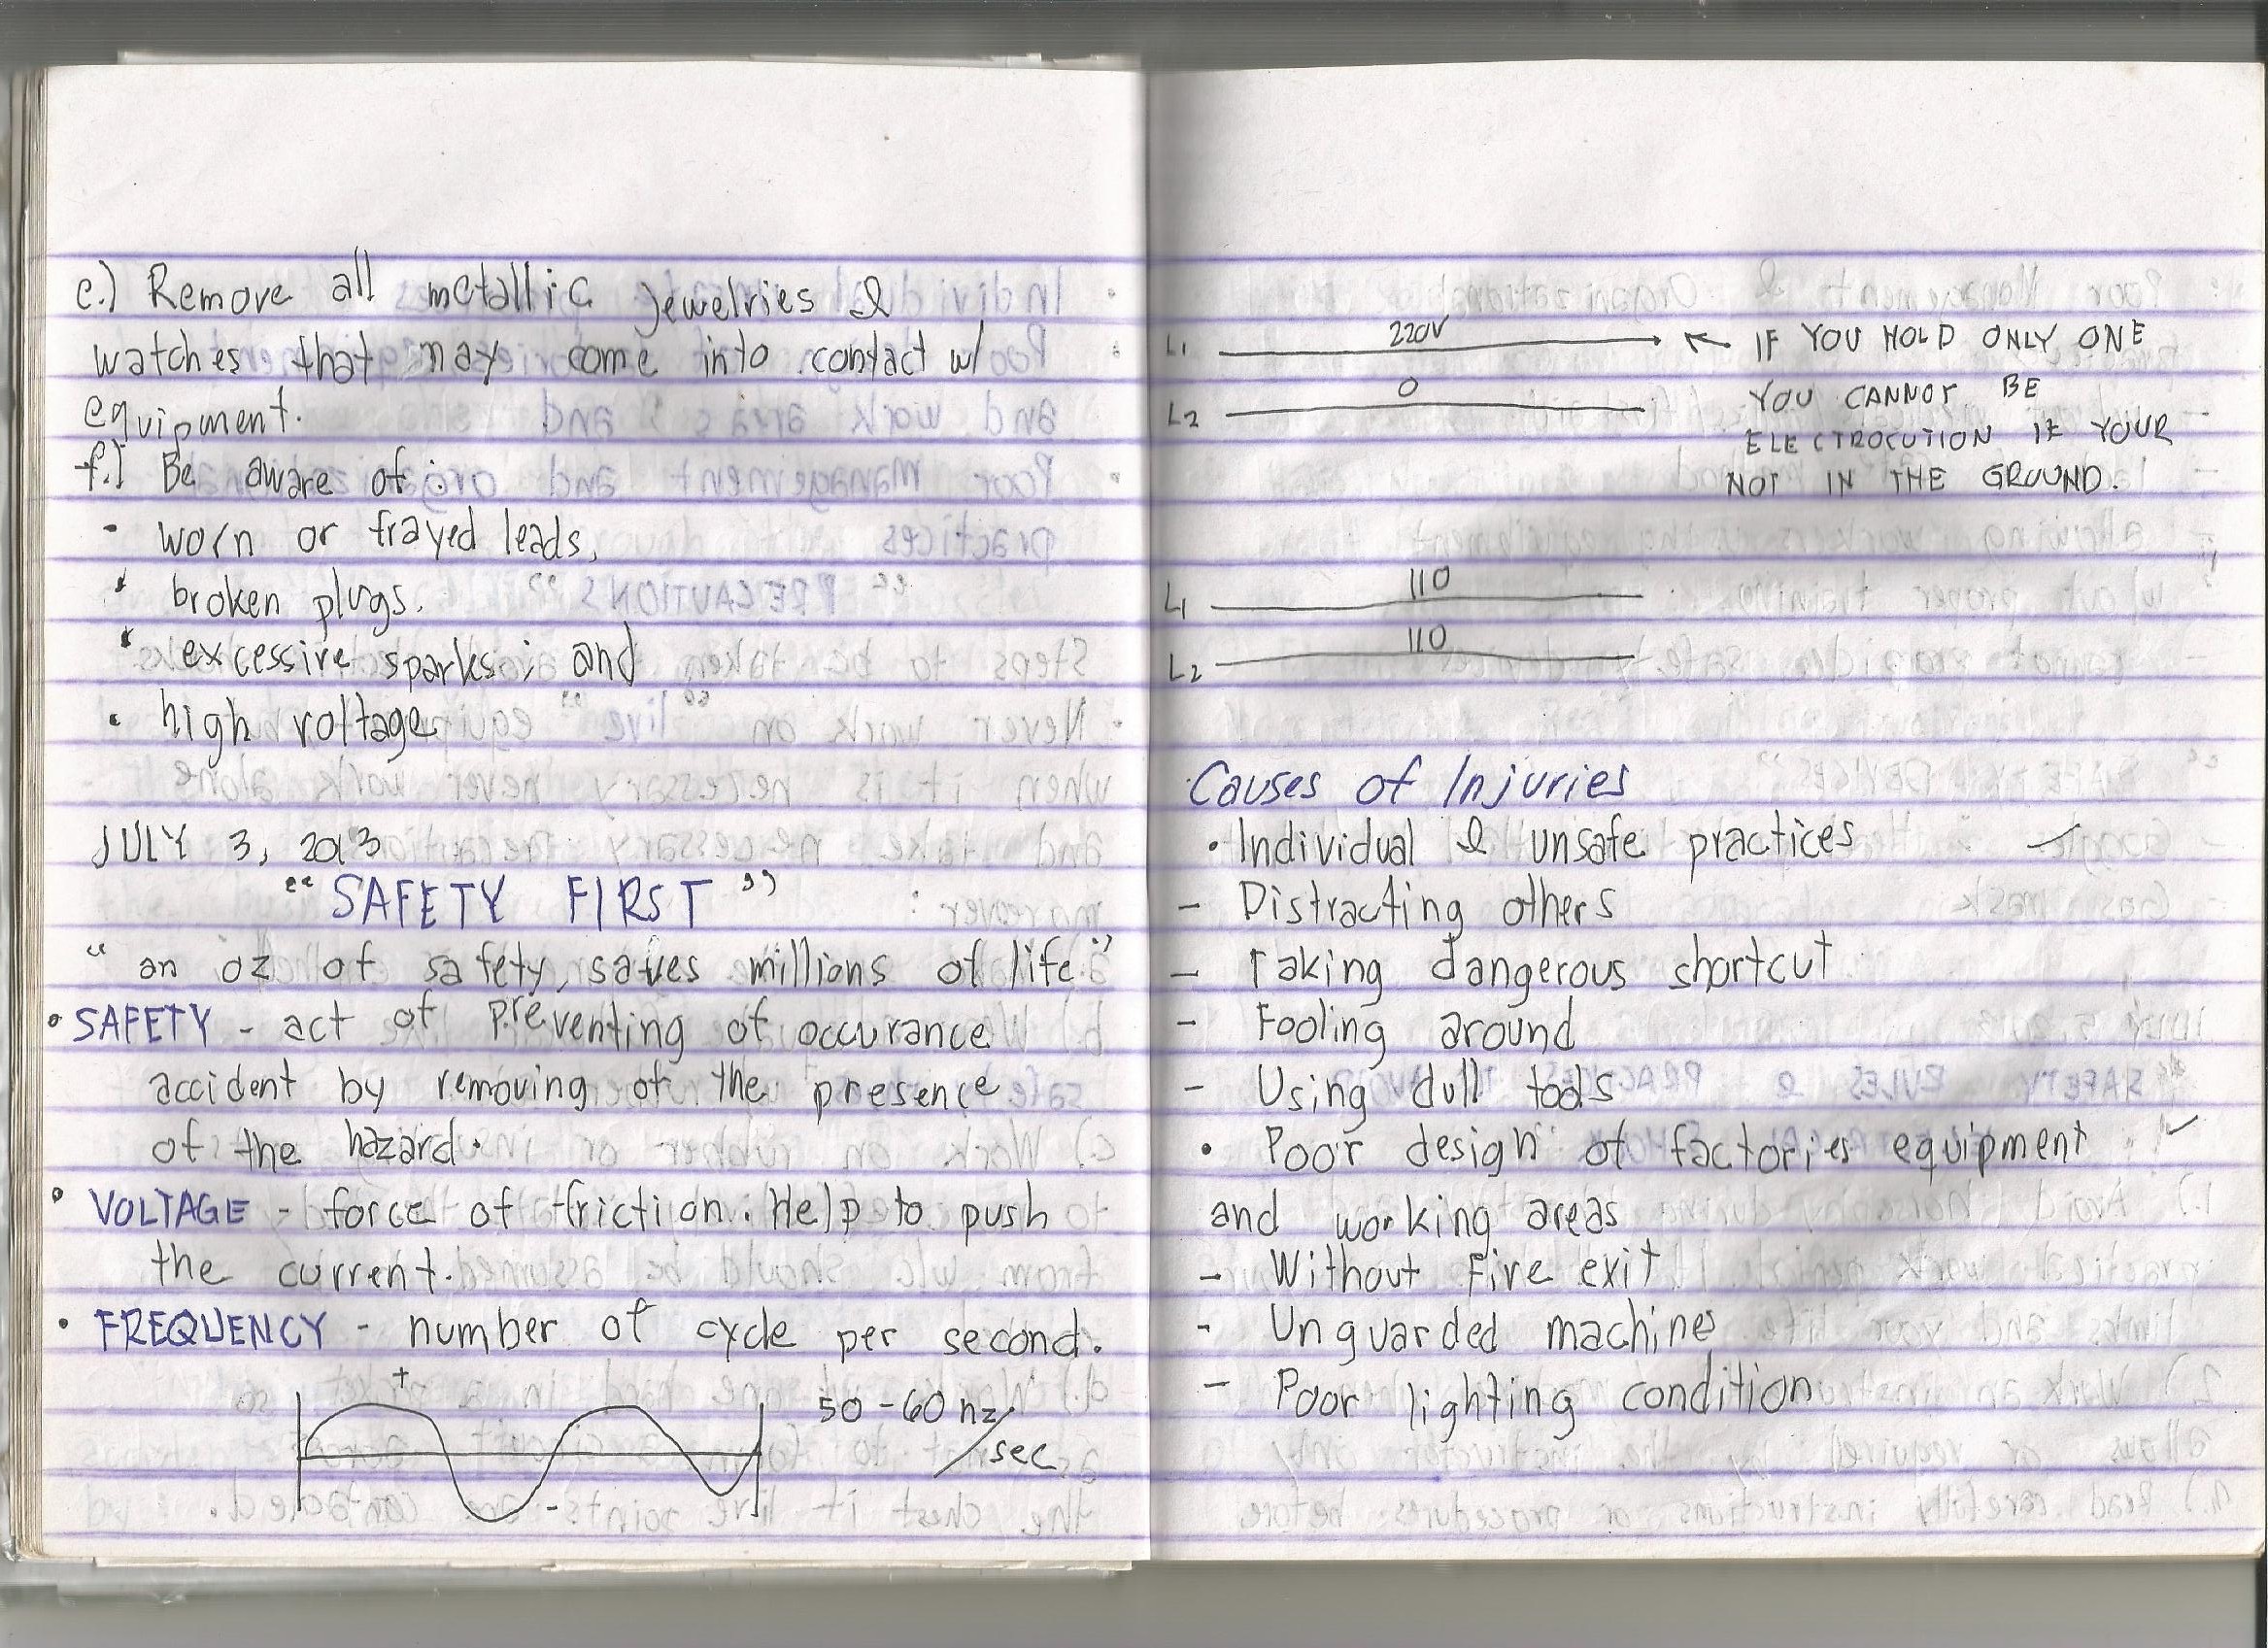 e.) Remove all metallic jewelries &
watches that may come into contact w/
equipment.
f.) Be aware of:
• worn or frayed leads,
• broken plugs.
• excessive sparks; and
• high voltage
JULY 3, 2013
"SAFETY FIRST"
"an oz of safety, saves millions of life"
• SAFETY - act of preventing of occurance
accident by removing of the presence
of the hazard.
• VOLTAGE - force of friction. Help to push
the current.
• FREQUENCY - number of cycle per second.
+
50-60 hz/
sec
-
L1 220V ← IF YOU HOLD ONLY ONE
L2 0 YOU CANNOT BE
ELECTROCUTION IF YOUR
NOT IN THE GROUND.
L1 110
L2 110
Causes of Injuries
• Individual & unsafe practices
- Distracting others
- Taking dangerous shortcut
- Fooling around
- Using dull tools
• Poor design of factories equipment
and working areas
- Without Fire exit
- Unguarded machines
- Poor lighting condition